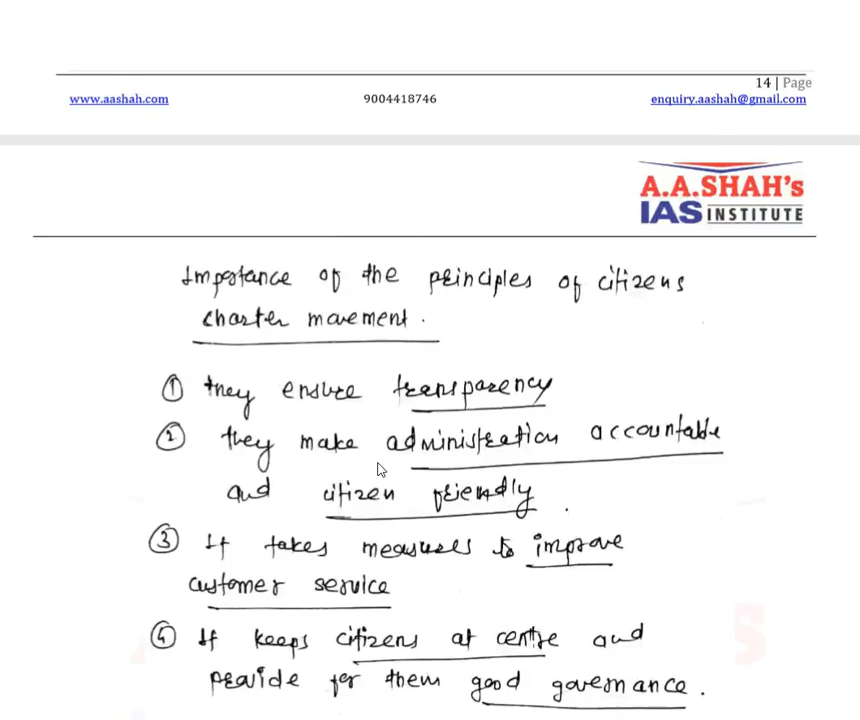 14 | Page
www.aashah.com 9004418746 enquiry.aashah@gmail.com
A.A.SHAH's
IAS INSTITUTE
Importance of the principles of citizens
charter movement.
① they ensure transparency
② they make administration accountable
and citizen friendly.
③ It takes measures to improve
customer service
④ It keeps citizens at centre and
provide for them good governance.